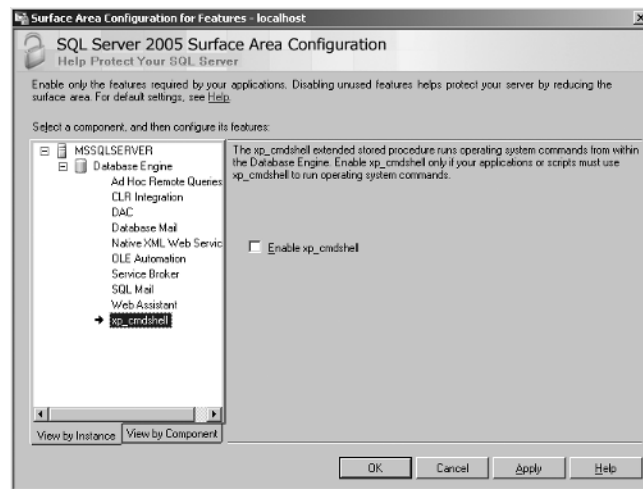 Surface Area Configuration for Features - localhost
SQL Server 2005 Surface Area Configuration
Help Protect Your SQL Server
Enable only the features required by your applications. Disabling unused features helps protect your server by reducing the
surface area. For default settings, see Help.
Select a component, and then configure its features:
MSSQLSERVER
Database Engine
Ad Hoc Remote Queries
CLR Integration
DAC
Database Mail
Native XML Web Servic
OLE Automation
Service Broker
SQL Mail
Web Assistant
xp_cmdshell
View by Instance
View by Component
The xp_cmdshell extended stored procedure runs operating system commands from within
the Database Engine. Enable xp_cmdshell only if your applications or scripts must use
xp_cmdshell to run operating system commands.
Enable xp_cmdshell
OK
Cancel
Apply
Help